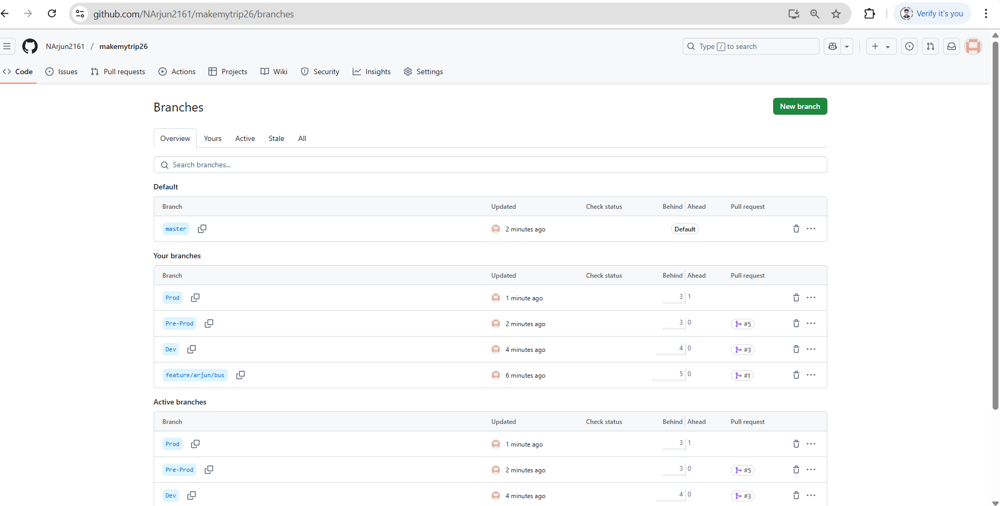 github.com/NArjun2161/makemytrip26/branches
Verify it's you
NArjun2161 / makemytrip26
Type / to search
Code Issues Pull requests Actions Projects Wiki Security Insights Settings
Branches
New branch
Overview Yours Active Stale All
Search branches...
Default
Branch Updated Check status Behind Ahead Pull request
master 2 minutes ago Default
Your branches
Branch Updated Check status Behind Ahead Pull request
Prod 1 minute ago 3 1
Pre-Prod 2 minutes ago 3 0 #5
Dev 4 minutes ago 4 0 #3
feature/arjun/bus 6 minutes ago 5 0 #1
Active branches
Branch Updated Check status Behind Ahead Pull request
Prod 1 minute ago 3 1
Pre-Prod 2 minutes ago 3 0 #5
Dev 4 minutes ago 4 0 #3